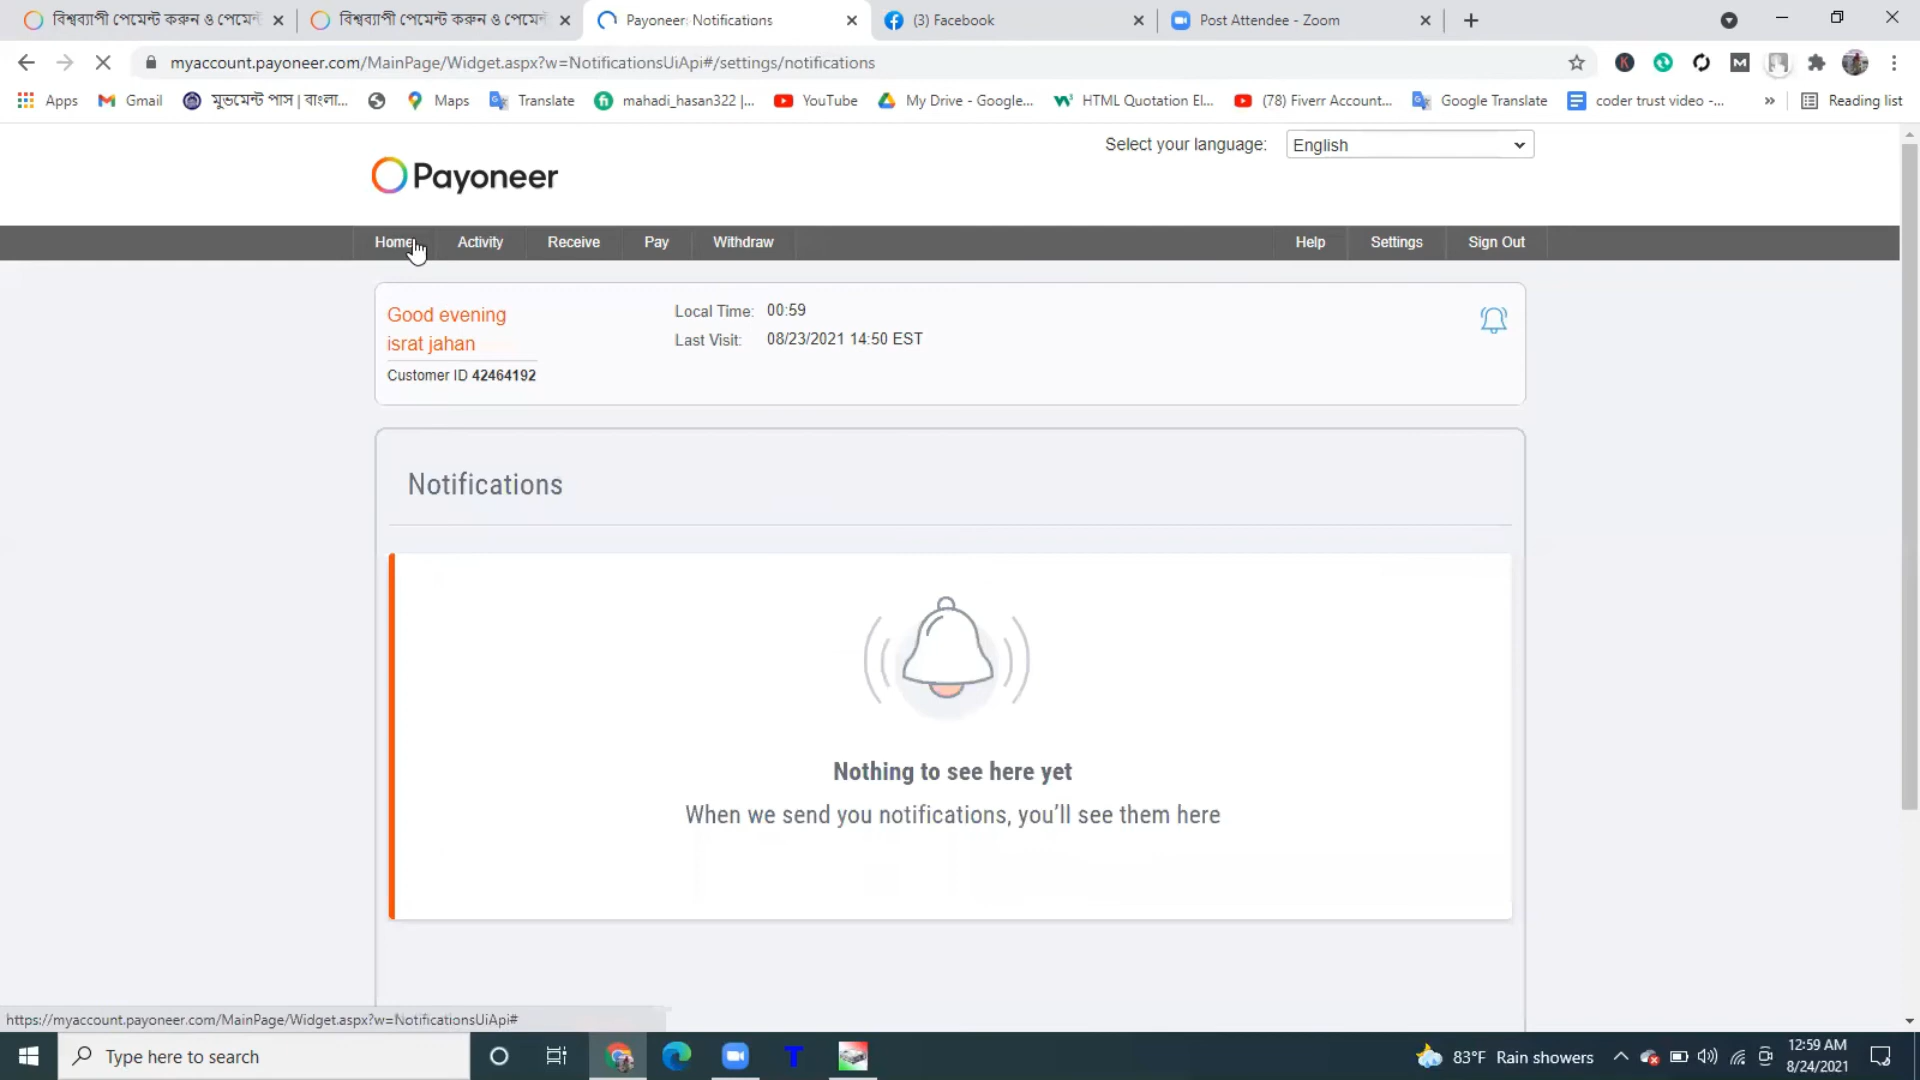 বিশ্বব্যাপী পেমেন্ট করুন ও পেমেন্ট
বিশ্বব্যাপী পেমেন্ট করুন ও পেমেন্ট
Payoneer: Notifications
(3) Facebook
Post Attendee - Zoom
myaccount.payoneer.com/MainPage/Widget.aspx?w=NotificationsUiApi#/settings/notifications
Apps
Gmail
মুভমেন্ট পাস | বাংলা...
Maps
Translate
mahadi_hasan322 |...
YouTube
My Drive - Google...
HTML Quotation El...
(78) Fiverr Account...
Google Translate
coder trust video -...
»
Reading list
Select your language:
English
Payoneer
Home
Activity
Receive
Pay
Withdraw
Help
Settings
Sign Out
Good evening
israt jahan
Customer ID 42464192
Local Time: 00:59
Last Visit: 08/23/2021 14:50 EST
Notifications
Nothing to see here yet
When we send you notifications, you’ll see them here
https://myaccount.payoneer.com/MainPage/Widget.aspx?w=NotificationsUiApi#
Type here to search
83°F Rain showers
12:59 AM
8/24/2021